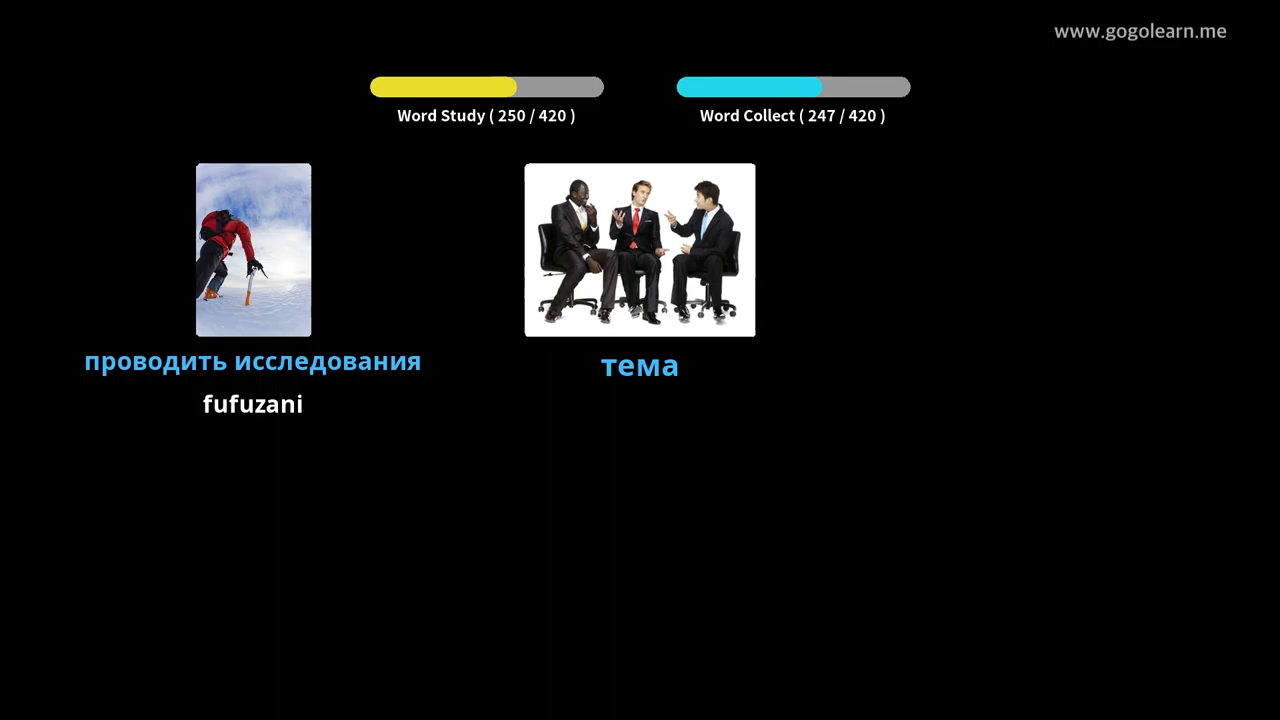 www.gogolearn.me
Word Study ( 250 / 420 )
Word Collect ( 247 / 420 )
проводить исследования
fufuzani
тема